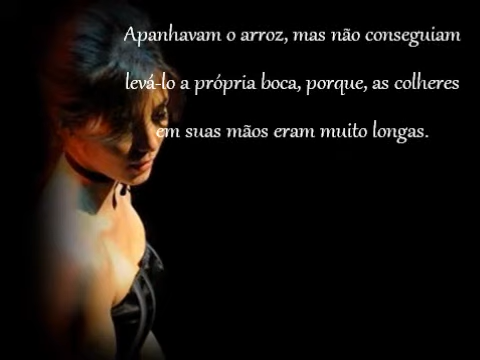 Apanhavam o arroz, mas não conseguiam
levá-lo a própria boca, porque, as colheres
em suas mãos eram muito longas.